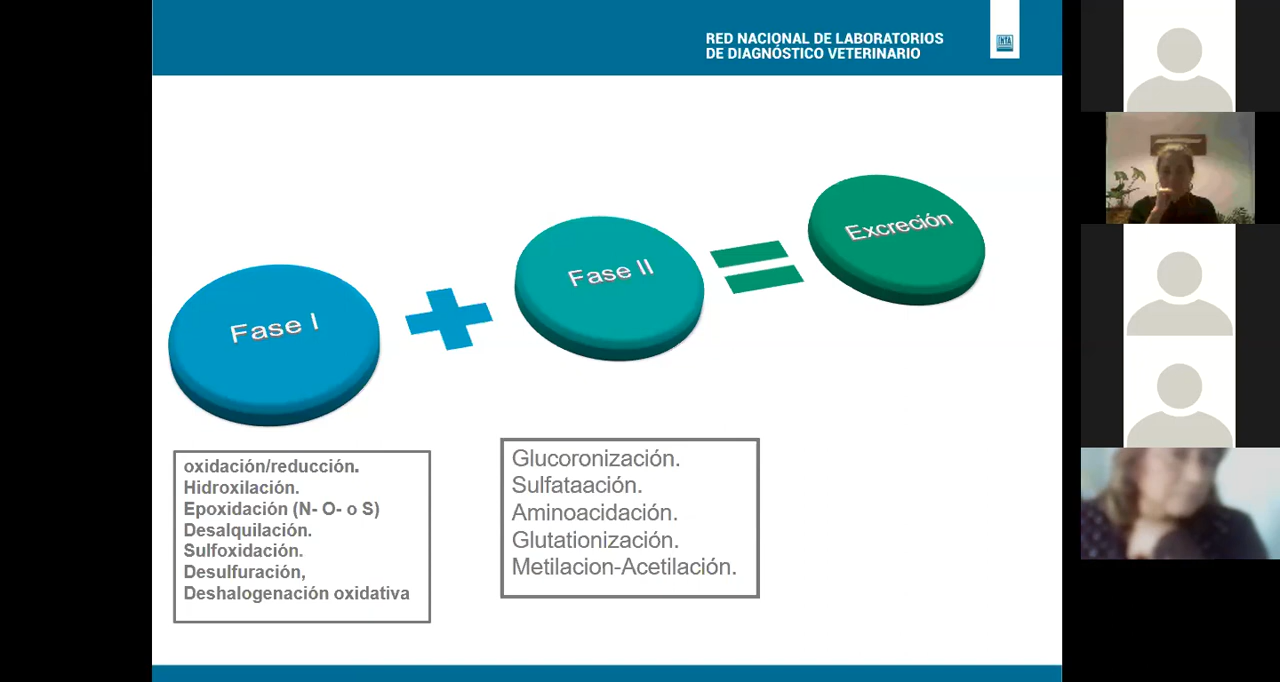 RED NACIONAL DE LABORATORIOS
DE DIAGNÓSTICO VETERINARIO
INTA
Fase I
Fase II
Excreción
oxidación/reducción.
Hidroxilación.
Epoxidación (N- O- o S)
Desalquilación.
Sulfoxidación.
Desulfuración,
Deshalogenación oxidativa
Glucoronización.
Sulfataación.
Aminoacidación.
Glutationización.
Metilacion-Acetilación.